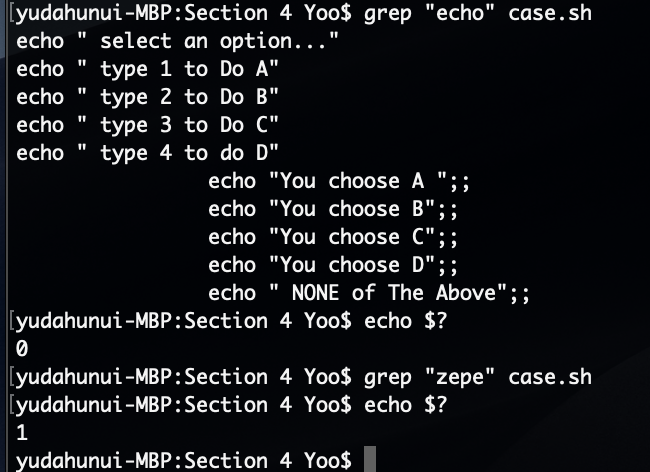 [yudahunui-MBP:Section 4 Yoo$ grep "echo" case.sh
echo " select an option..."
echo " type 1 to Do A"
echo " type 2 to Do B"
echo " type 3 to Do C"
echo " type 4 to do D"
echo "You choose A ";;
echo "You choose B";;
echo "You choose C";;
echo "You choose D";;
echo " NONE of The Above";;
[yudahunui-MBP:Section 4 Yoo$ echo $?
0
[yudahunui-MBP:Section 4 Yoo$ grep "zepe" case.sh
[yudahunui-MBP:Section 4 Yoo$ echo $?
1
yudahunui-MBP:Section 4 Yoo$